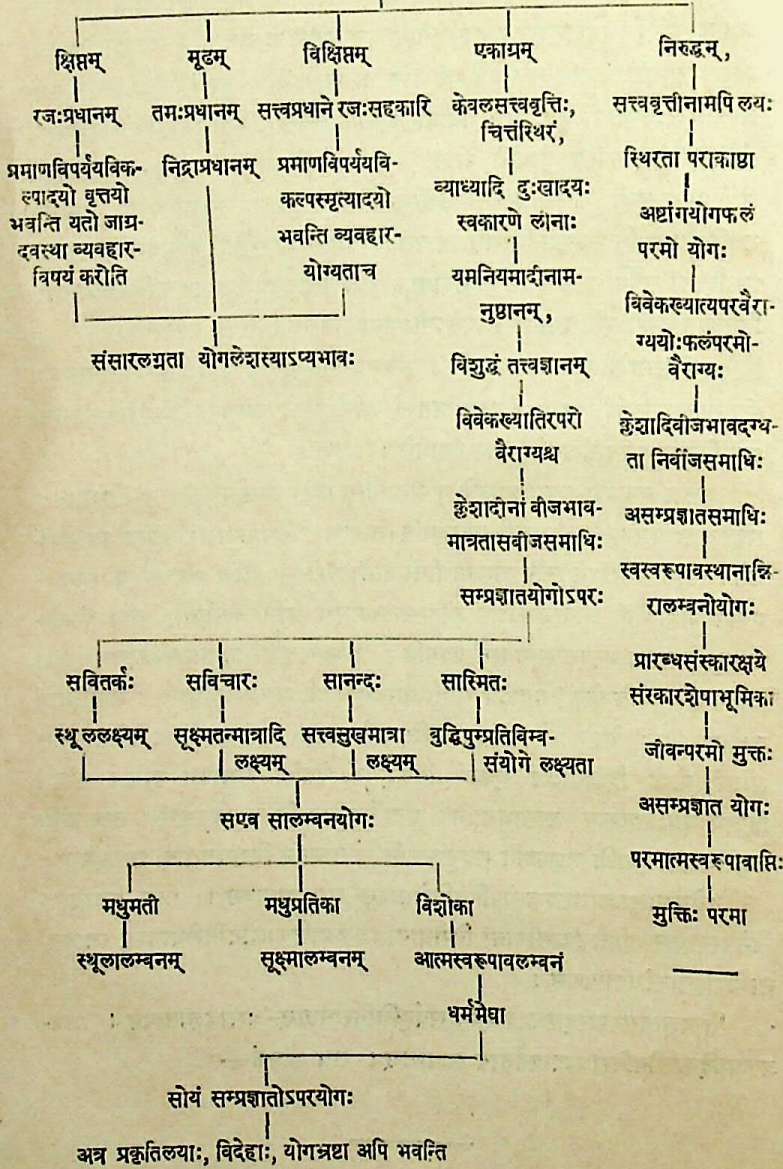 क्षिप्तम्
मूढम्
विक्षिप्तम्
एकाग्रम्
निरुद्धम्,
रजःप्रधानम्
तमःप्रधानम्
सत्त्वप्रधाने रजःसहकारि
केवलसत्त्ववृत्तिः,
चित्तंस्थिरं,
सत्त्ववृत्तीनामपि लयः
प्रमाणविपर्ययविक-
ल्पादयो वृत्तयो
भवन्ति यतो जाग्र-
दवस्था व्यवहार-
विषयं करोति
निद्राप्रधानम्
प्रमाणविपर्ययवि-
कल्पस्मृत्यादयो
भवन्ति व्यवहार-
योग्यताच
संसारलग्नता योगलेशस्याऽप्यभावः
व्याध्यादि दुःखादयः
स्वकारणे लीनाः
यमनियमादीनाम-
नुष्ठानम्,
विशुद्धं तत्त्वज्ञानम्
विवेकख्यातिरपरो
वैराग्यश्च
क्लेशादीनां वीजभाव-
मात्रतासवीजसमाधिः
सम्प्रज्ञातयोगोऽपरः
स्थिरता पराकाष्ठा
अष्टांगयोगफलं
परमो योगः
विवेकख्यात्यपरवैरा-
ग्ययोःफलंपरमो-
वैराग्यः
क्लेशादिवीजभावदग्ध-
ता निर्वीजसमाधिः
असम्प्रज्ञातसमाधिः
स्वस्वरूपावस्थानान्नि-
रालम्वनोयोगः
प्रारब्धसंस्कारक्षये
संस्कारशेपाभूमिका
जीवन्परमो मुक्तः
असम्प्रज्ञात योगः
परमात्मस्वरूपावाप्तिः
मुक्तिः परमा
सवितर्कः
सविचारः
सानन्दः
सास्मितः
स्थूललक्ष्यम्
सूक्ष्मतन्मात्रादि
लक्ष्यम्
सत्त्वसुखमात्रा
लक्ष्यम्
वुद्धिपुम्प्रतिविम्व-
संयोगे लक्ष्यता
सएव सालम्वनयोगः
मधुमती
मधुप्रतिका
विशोका
स्थूलालम्वनम्
सूक्ष्मालम्वनम्
आत्मस्वरूपावलम्वनं
धर्ममेघा
सोयं सम्प्रज्ञातोऽपरयोगः
अत्र प्रकृतिलयाः, विदेहाः, योगभ्रष्टा अपि भवन्ति